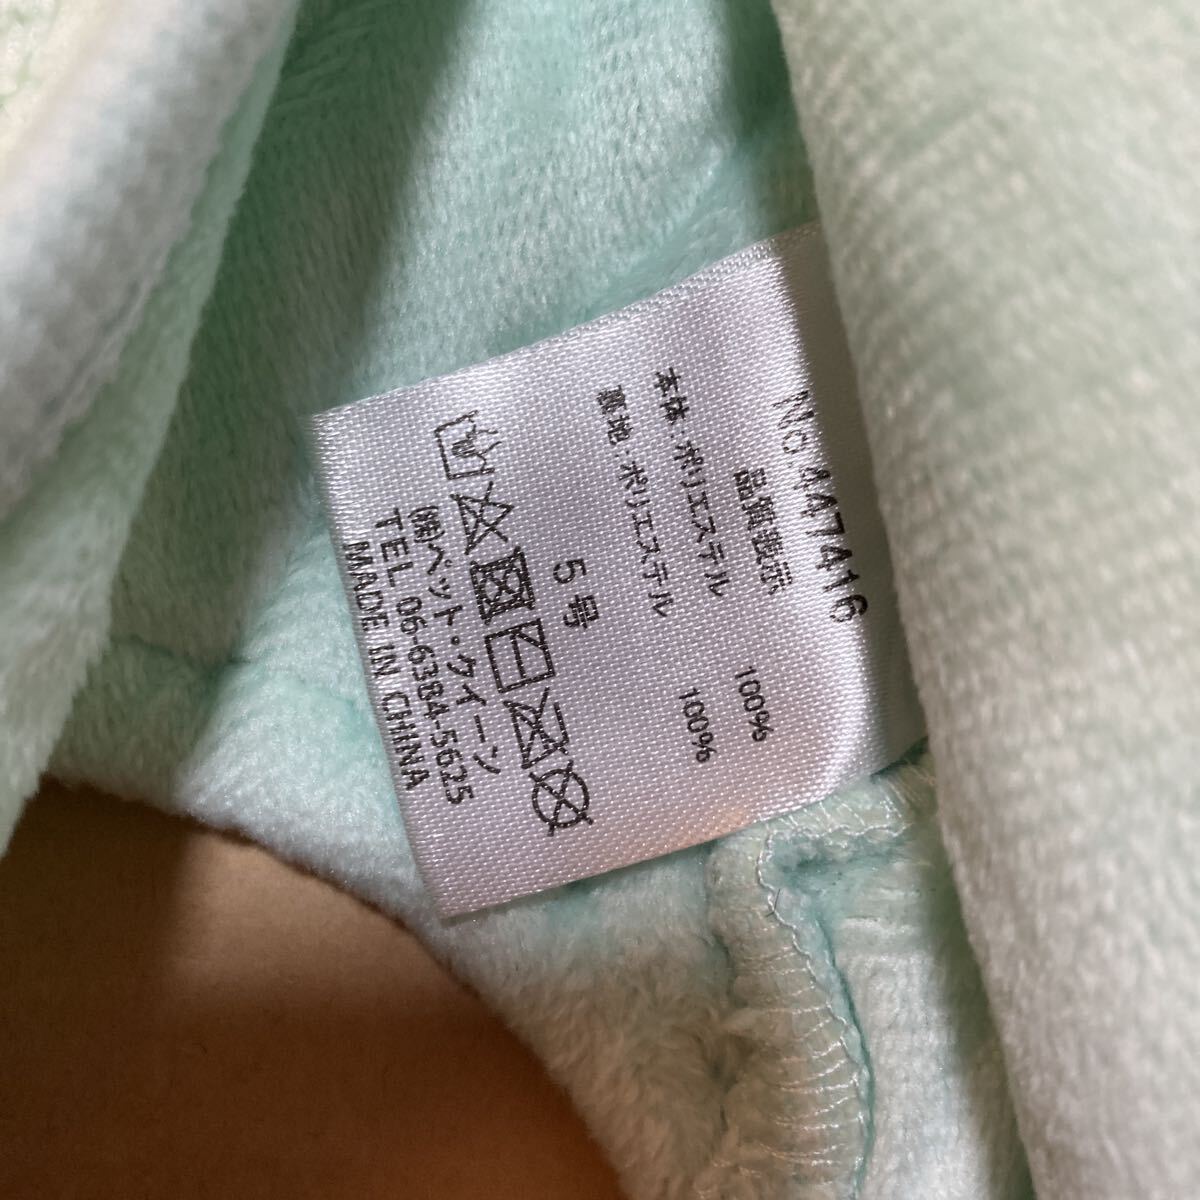 No.447416
品質表示
本体：ポリエステル 100%
裏地：ポリエステル 100%
5号
㈱ペット・クイーン
TEL 06-6384-5625
MADE IN CHINA